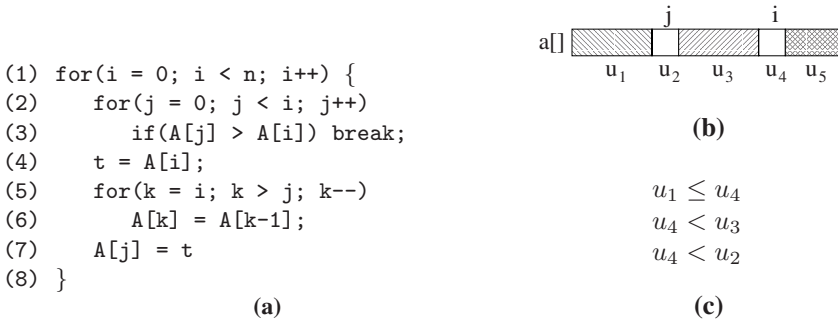 (1) for(i = 0; i < n; i++) {
(2) for(j = 0; j < i; j++)
(3) if(A[j] > A[i]) break;
(4) t = A[i];
(5) for(k = i; k > j; k--)
(6) A[k] = A[k-1];
(7) A[j] = t
(8) }
(a)
j i
a[]
u₁ u₂ u₃ u₄ u₅
(b)
u₁ ≤ u₄
u₄ < u₃
u₄ < u₂
(c)